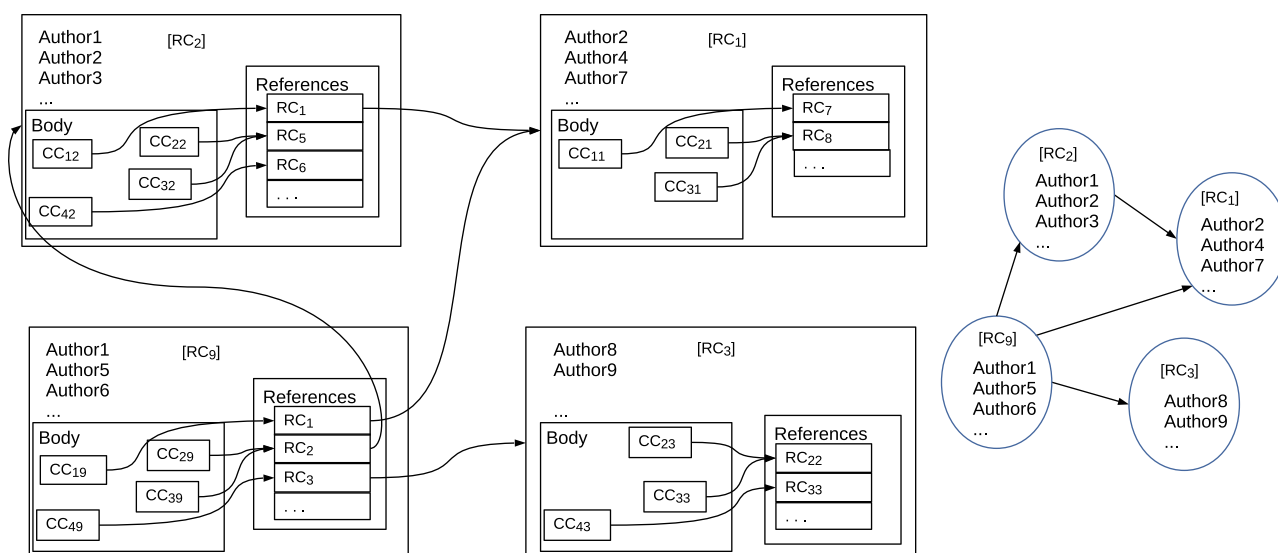 Author1 [RC2]
Author2
Author3
...
References
Body
RC1
RC5
RC6
...
CC12
CC22
CC32
CC42
Author2 [RC1]
Author4
Author7
...
References
Body
RC7
RC8
...
CC11
CC21
CC31
Author1 [RC9]
Author5
Author6
...
References
Body
RC1
RC2
RC3
...
CC19
CC29
CC39
CC49
Author8 [RC3]
Author9
...
References
Body
RC22
RC33
...
CC23
CC33
CC43
[RC2]
Author1
Author2
Author3
...
[RC1]
Author2
Author4
Author7
...
[RC9]
Author1
Author5
Author6
...
[RC3]
Author8
Author9
...